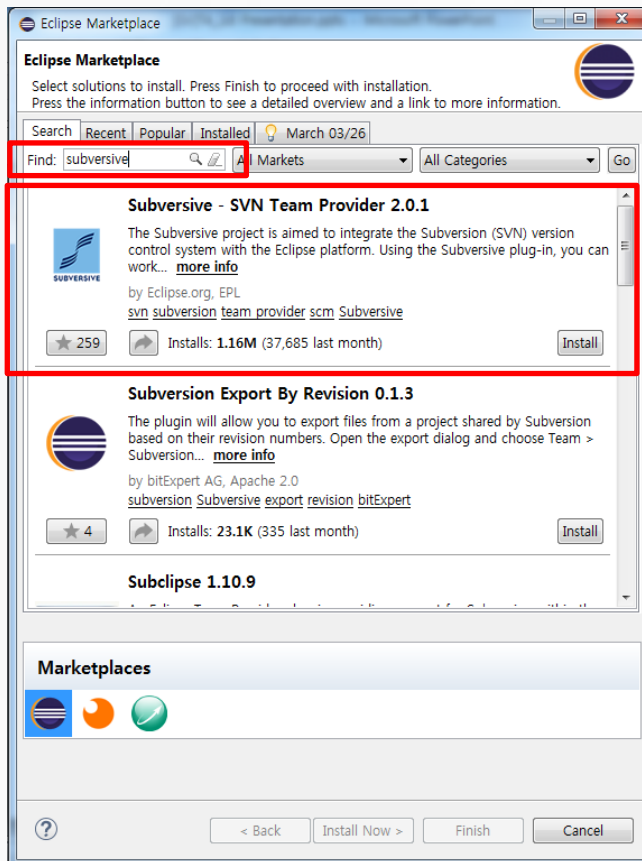 Eclipse Marketplace
Eclipse Marketplace
Select solutions to install. Press Finish to proceed with installation.
Press the information button to see a detailed overview and a link to more information.
Search Recent Popular Installed March 03/26
Find: subversive All Markets All Categories Go
Subversive - SVN Team Provider 2.0.1
The Subversive project is aimed to integrate the Subversion (SVN) version
control system with the Eclipse platform. Using the Subversive plug-in, you can
work... more info
SUBVERSIVE
by Eclipse.org, EPL
svn subversion team provider scm Subversive
259 Installs: 1.16M (37,685 last month) Install
Subversion Export By Revision 0.1.3
The plugin will allow you to export files from a project shared by Subversion
based on their revision numbers. Open the export dialog and choose Team >
Subversion... more info
by bitExpert AG, Apache 2.0
subversion Subversive export revision bitExpert
4 Installs: 23.1K (335 last month) Install
Subclipse 1.10.9
Marketplaces
? < Back Install Now > Finish Cancel